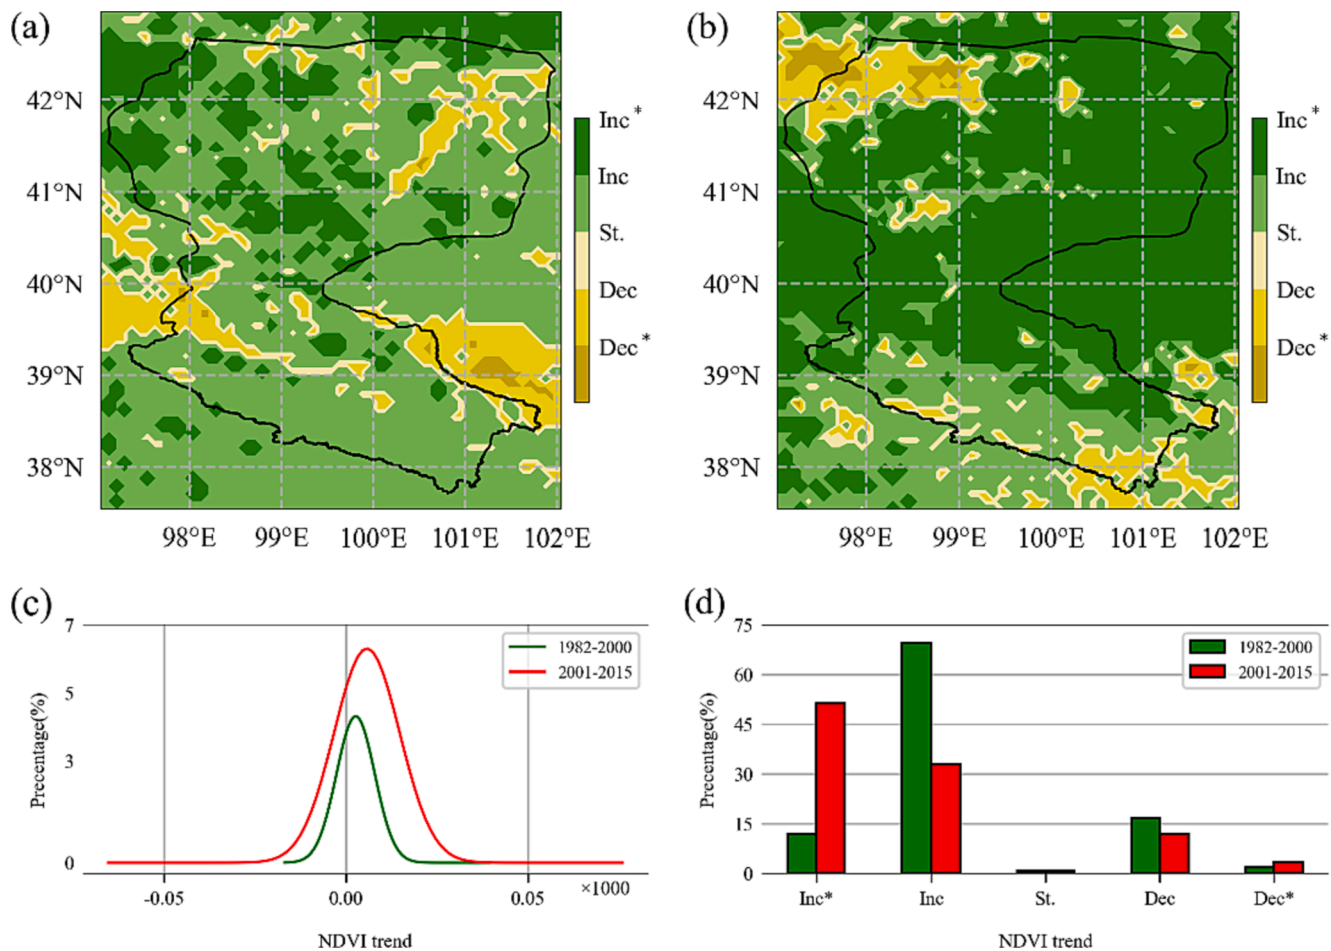 (a)
42°N
41°N
40°N
39°N
38°N
98°E 99°E 100°E 101°E 102°E
Inc*
Inc
St.
Dec
Dec*
(b)
42°N
41°N
40°N
39°N
38°N
98°E 99°E 100°E 101°E 102°E
Inc*
Inc
St.
Dec
Dec*
(c)
7
5
3
0
Precentage(%)
1982-2000
2001-2015
-0.05 0.00 0.05
×1000
NDVI trend
(d)
75
60
45
30
15
0
Precentage(%)
1982-2000
2001-2015
Inc* Inc St. Dec Dec*
NDVI trend